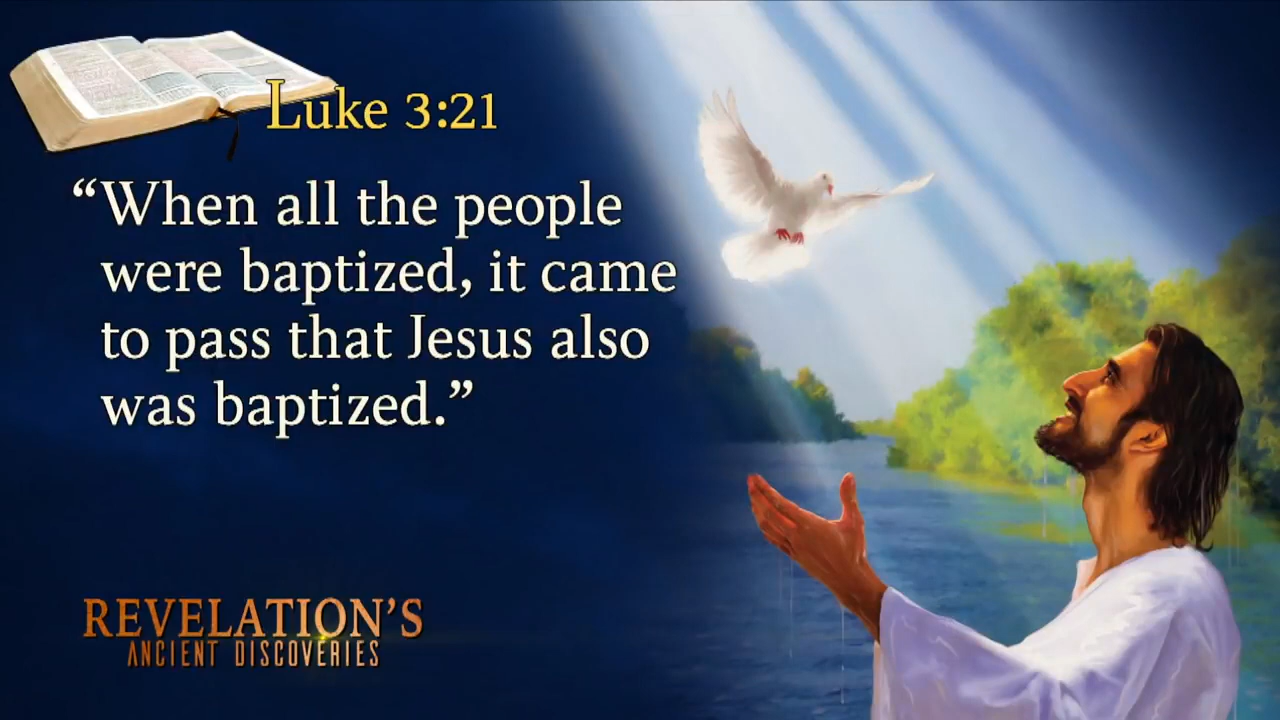 Luke 3:21
“When all the people
were baptized, it came
to pass that Jesus also
was baptized.”
REVELATION’S
ANCIENT DISCOVERIES